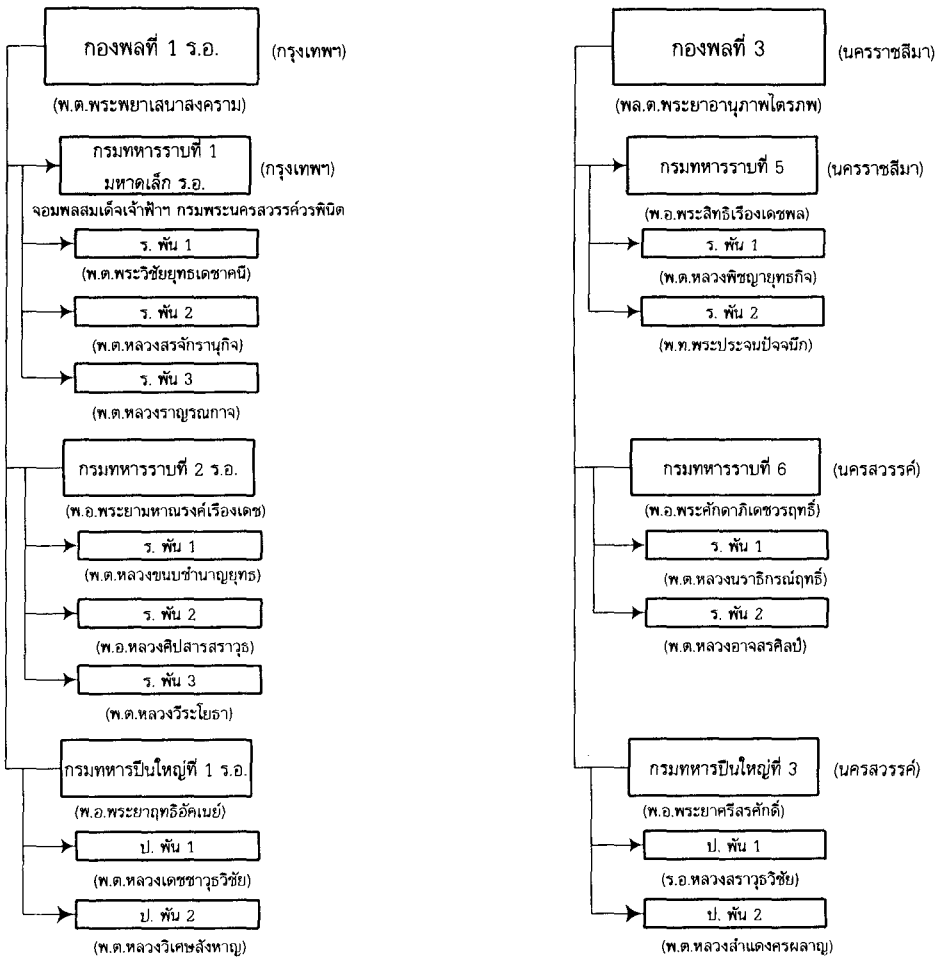 กองพลที่ 1 ร.อ.
(กรุงเทพฯ)
(พ.ต.พระพยาเสนาสงคราม)
กรมทหารราบที่ 1
มหาดเล็ก ร.อ.
(กรุงเทพฯ)
จอมพลสมเด็จเจ้าฟ้าฯ กรมพระนครสวรรค์วรพินิต
ร. พัน 1
(พ.ต.พระวิชัยยุทธเดชาคนี)
ร. พัน 2
(พ.ต.หลวงสรจักรานุกิจ)
ร. พัน 3
(พ.ต.หลวงราญรณกาจ)
กรมทหารราบที่ 2 ร.อ.
(พ.อ.พระยามหาณรงค์เรืองเดช)
ร. พัน 1
(พ.ต.หลวงขนบชำนาญยุทธ)
ร. พัน 2
(พ.อ.หลวงศิปสารสราวุธ)
ร. พัน 3
(พ.ต.หลวงวีระโยธา)
กรมทหารปืนใหญ่ที่ 1 ร.อ.
(พ.อ.พระยาฤทธิอัคเนย์)
ป. พัน 1
(พ.ต.หลวงเดชชาวุธวิชัย)
ป. พัน 2
(พ.ต.หลวงวิเศษสังหาญ)
กองพลที่ 3
(นครราชสีมา)
(พล.ต.พระยาอานุภาพไตรภพ)
กรมทหารราบที่ 5
(นครราชสีมา)
(พ.อ.พระสิทธิเรืองเดชพล)
ร. พัน 1
(พ.ต.หลวงพิชญายุทธกิจ)
ร. พัน 2
(พ.ท.พระประจนปัจจนึก)
กรมทหารราบที่ 6
(นครสวรรค์)
(พ.อ.พระศักดาภิเดชวรฤทธิ์)
ร. พัน 1
(พ.ต.หลวงนราธิกรณ์ฤทธิ์)
ร. พัน 2
(พ.ต.หลวงอาจสรศิลป์)
กรมทหารปืนใหญ่ที่ 3
(นครสวรรค์)
(พ.อ.พระยาศรีสรศักดิ์)
ป. พัน 1
(ร.อ.หลวงสราวุธวิชัย)
ป. พัน 2
(พ.ต.หลวงสำแดงศรผลาญ)